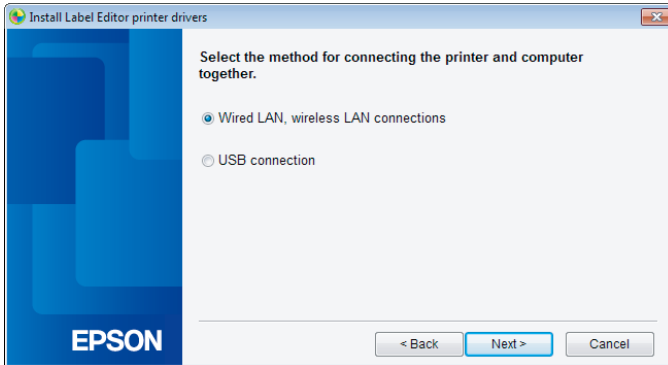 Install Label Editor printer drivers
Select the method for connecting the printer and computer
together.
Wired LAN, wireless LAN connections
USB connection
EPSON
< Back Next > Cancel